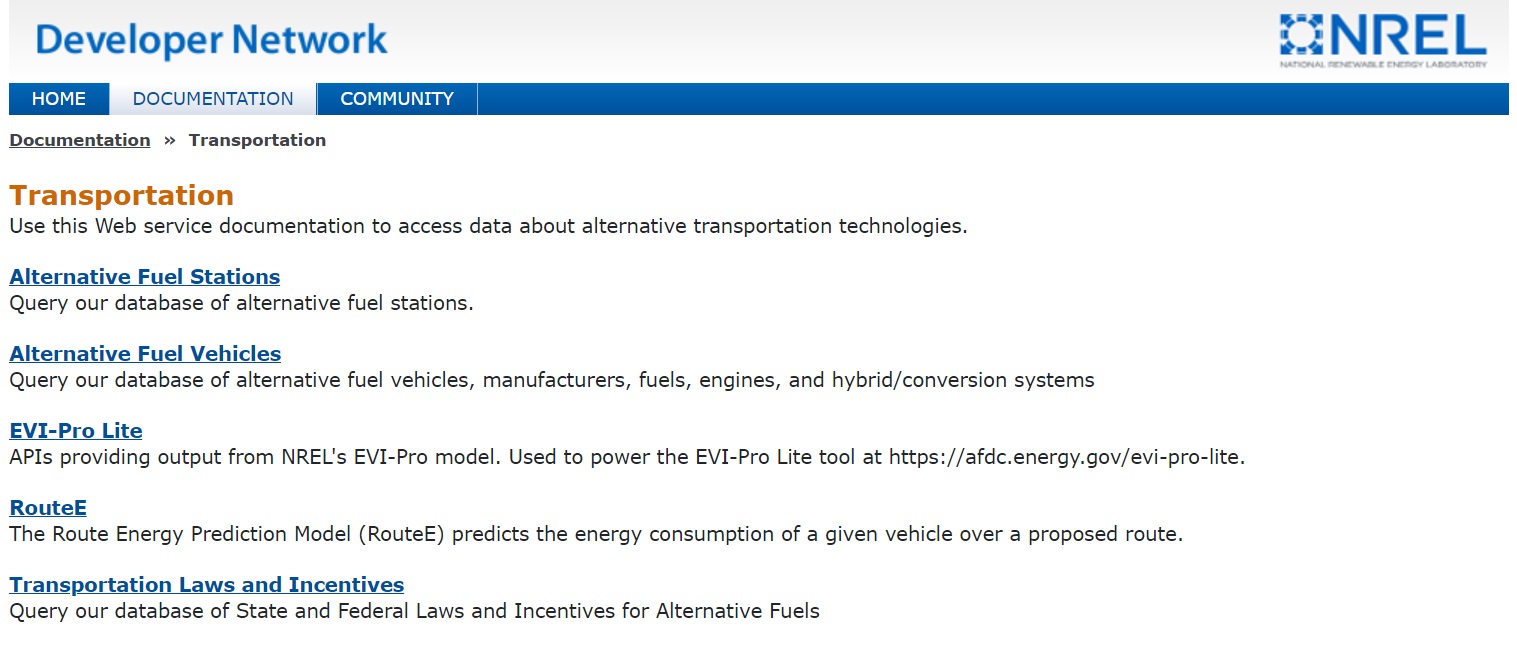 Developer Network
NREL
NATIONAL RENEWABLE ENERGY LABORATORY
HOME DOCUMENTATION COMMUNITY
Documentation » Transportation
Transportation
Use this Web service documentation to access data about alternative transportation technologies.
Alternative Fuel Stations
Query our database of alternative fuel stations.
Alternative Fuel Vehicles
Query our database of alternative fuel vehicles, manufacturers, fuels, engines, and hybrid/conversion systems
EVI-Pro Lite
APIs providing output from NREL's EVI-Pro model. Used to power the EVI-Pro Lite tool at https://afdc.energy.gov/evi-pro-lite.
RouteE
The Route Energy Prediction Model (RouteE) predicts the energy consumption of a given vehicle over a proposed route.
Transportation Laws and Incentives
Query our database of State and Federal Laws and Incentives for Alternative Fuels